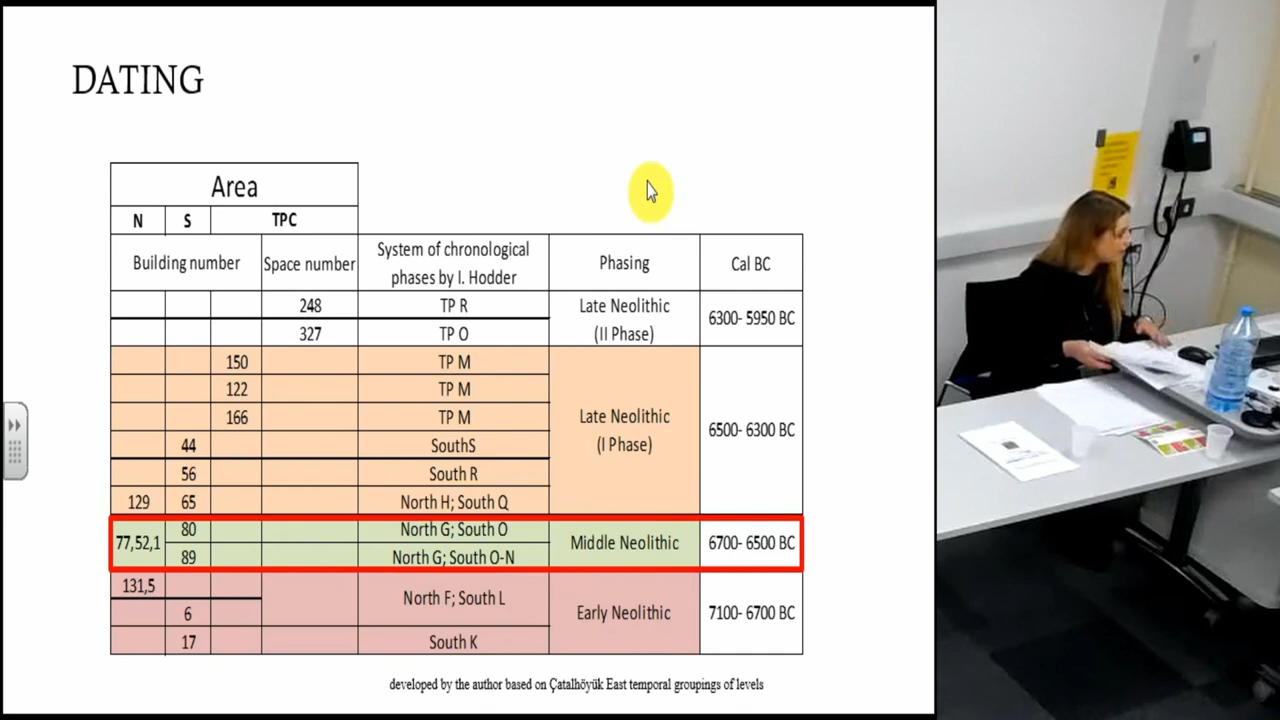 DATING
Area
N S TPC
Building number Space number System of chronological phases by I. Hodder Phasing Cal BC
248 TP R Late Neolithic (II Phase) 6300- 5950 BC
327 TP O
150 TP M Late Neolithic (I Phase) 6500- 6300 BC
122 TP M
166 TP M
44 SouthS
56 South R
129 65 North H; South Q
77,52,1 80 North G; South O Middle Neolithic 6700- 6500 BC
89 North G; South O-N
131,5 North F; South L Early Neolithic 7100- 6700 BC
6
17 South K
developed by the author based on Çatalhöyük East temporal groupings of levels